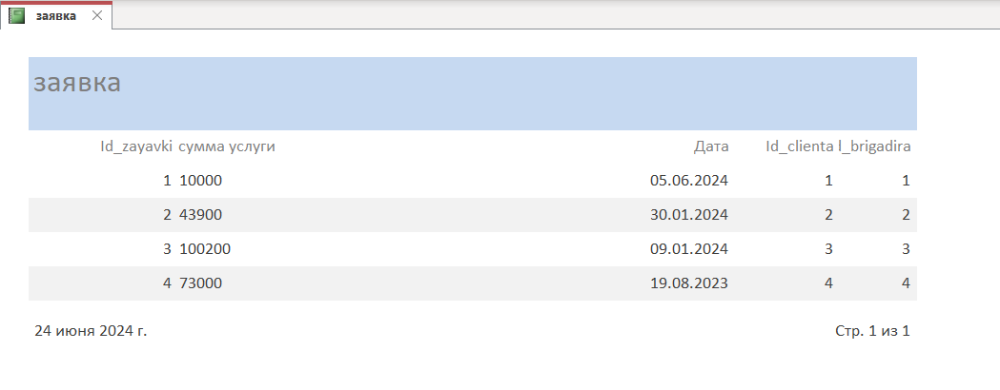 заявка
заявка
Id_zayavki сумма услуги Дата Id_clienta l_brigadira
1 10000 05.06.2024 1 1
2 43900 30.01.2024 2 2
3 100200 09.01.2024 3 3
4 73000 19.08.2023 4 4
24 июня 2024 г. Стр. 1 из 1